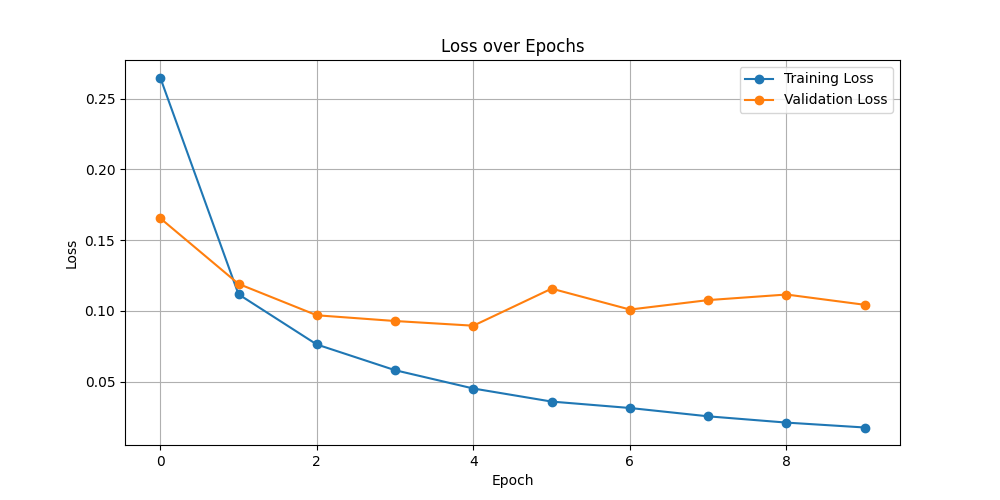 Loss over Epochs
Training Loss
Validation Loss
0.25
0.20
0.15
0.10
0.05
Loss
0 2 4 6 8
Epoch